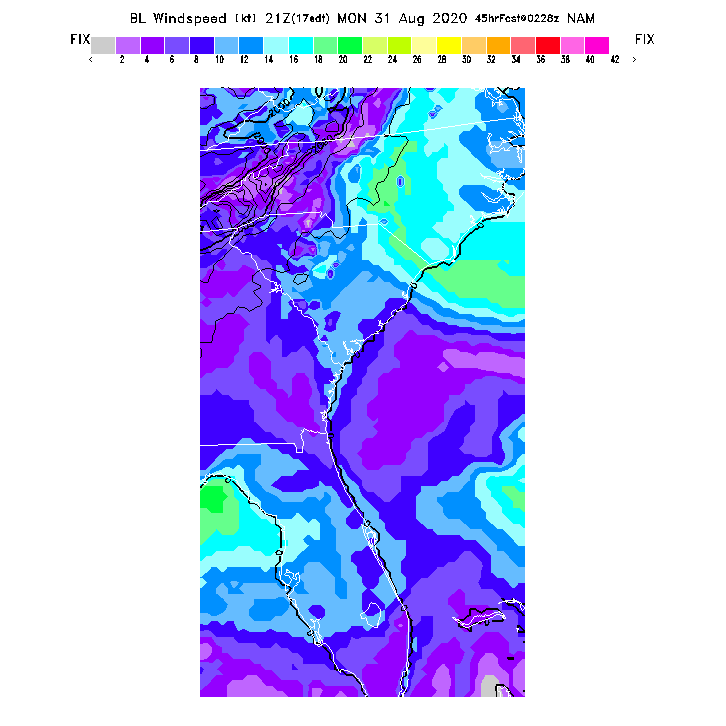 BL Windspeed [kt] 21Z(17edt) MON 31 Aug 2020 45hrFcst@0228z NAM
FIX FIX
< 2 4 6 8 10 12 14 16 18 20 22 24 26 28 30 32 34 36 38 40 42 >